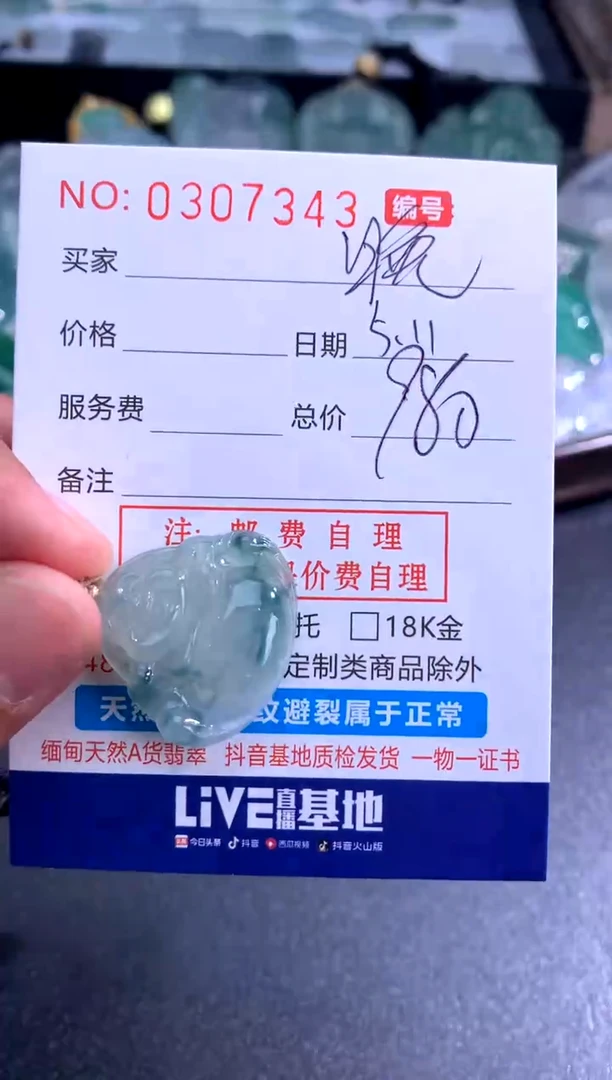 NO: 0307343 编号
买家
价格 日期 5.11
服务费 总价 980
备注
注: 邮费自理
价费自理
托 □18K金
48 定制类商品除外
天然 纹避裂属于正常
缅甸天然A货翡翠 抖音基地质检发货 一物一证书
LiVE直播基地
今日头条 抖音 西瓜视频 抖音火山版